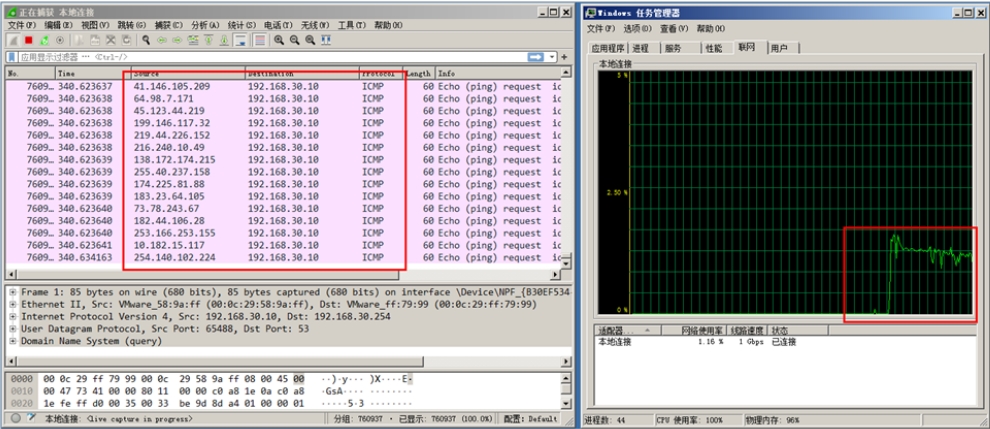 正在捕获 本地连接
文件(F) 编辑(E) 视图(V) 跳转(G) 捕获(C) 分析(A) 统计(S) 电话(T) 无线(W) 工具(T) 帮助(H)
应用显示过滤器 … <Ctrl-/>
No. Time Source Destination Protocol Length Info
7609… 340.623637 41.146.105.209 192.168.30.10 ICMP 60 Echo (ping) request id
7609… 340.623638 64.98.7.171 192.168.30.10 ICMP 60 Echo (ping) request id
7609… 340.623638 45.123.44.219 192.168.30.10 ICMP 60 Echo (ping) request id
7609… 340.623638 199.146.117.32 192.168.30.10 ICMP 60 Echo (ping) request id
7609… 340.623638 219.44.226.152 192.168.30.10 ICMP 60 Echo (ping) request id
7609… 340.623638 216.240.10.49 192.168.30.10 ICMP 60 Echo (ping) request id
7609… 340.623639 138.172.174.215 192.168.30.10 ICMP 60 Echo (ping) request id
7609… 340.623639 255.40.237.158 192.168.30.10 ICMP 60 Echo (ping) request id
7609… 340.623639 174.225.81.88 192.168.30.10 ICMP 60 Echo (ping) request id
7609… 340.623639 183.23.64.105 192.168.30.10 ICMP 60 Echo (ping) request id
7609… 340.623640 73.78.243.67 192.168.30.10 ICMP 60 Echo (ping) request id
7609… 340.623640 182.44.106.28 192.168.30.10 ICMP 60 Echo (ping) request id
7609… 340.623640 253.166.253.155 192.168.30.10 ICMP 60 Echo (ping) request id
7609… 340.623641 10.182.15.117 192.168.30.10 ICMP 60 Echo (ping) request id
7609… 340.634163 254.140.102.224 192.168.30.10 ICMP 60 Echo (ping) request id
Frame 1: 85 bytes on wire (680 bits), 85 bytes captured (680 bits) on interface \Device\NPF_{B30EF534
Ethernet II, Src: VMware_58:9a:ff (00:0c:29:58:9a:ff), Dst: VMware_ff:79:99 (00:0c:29:ff:79:99)
Internet Protocol Version 4, Src: 192.168.30.10, Dst: 192.168.30.254
User Datagram Protocol, Src Port: 65488, Dst Port: 53
Domain Name System (query)
0000 00 0c 29 ff 79 99 00 0c 29 58 9a ff 08 00 45 00 ··)·y··· )X····E·
0010 00 47 73 41 00 00 80 11 00 00 c0 a8 1e 0a c0 a8 ·GsA···· ········
0020 1e fe ff d0 00 35 00 33 be 9d 8d a4 01 00 00 01 ·····5·3 ········
本地连接: <live capture in progress> 分组: 760937 · 已显示: 760937 (100.0%) 配置: Default
Windows 任务管理器
文件(F) 选项(O) 查看(V) 帮助(H)
应用程序 进程 服务 性能 联网 用户
本地连接
5 %
2.50 %
0 %
适配器... 网络使用率 线路速度 状态
本地连接 1.16 % 1 Gbps 已连接
进程数: 44 CPU 使用率: 100% 物理内存: 96%